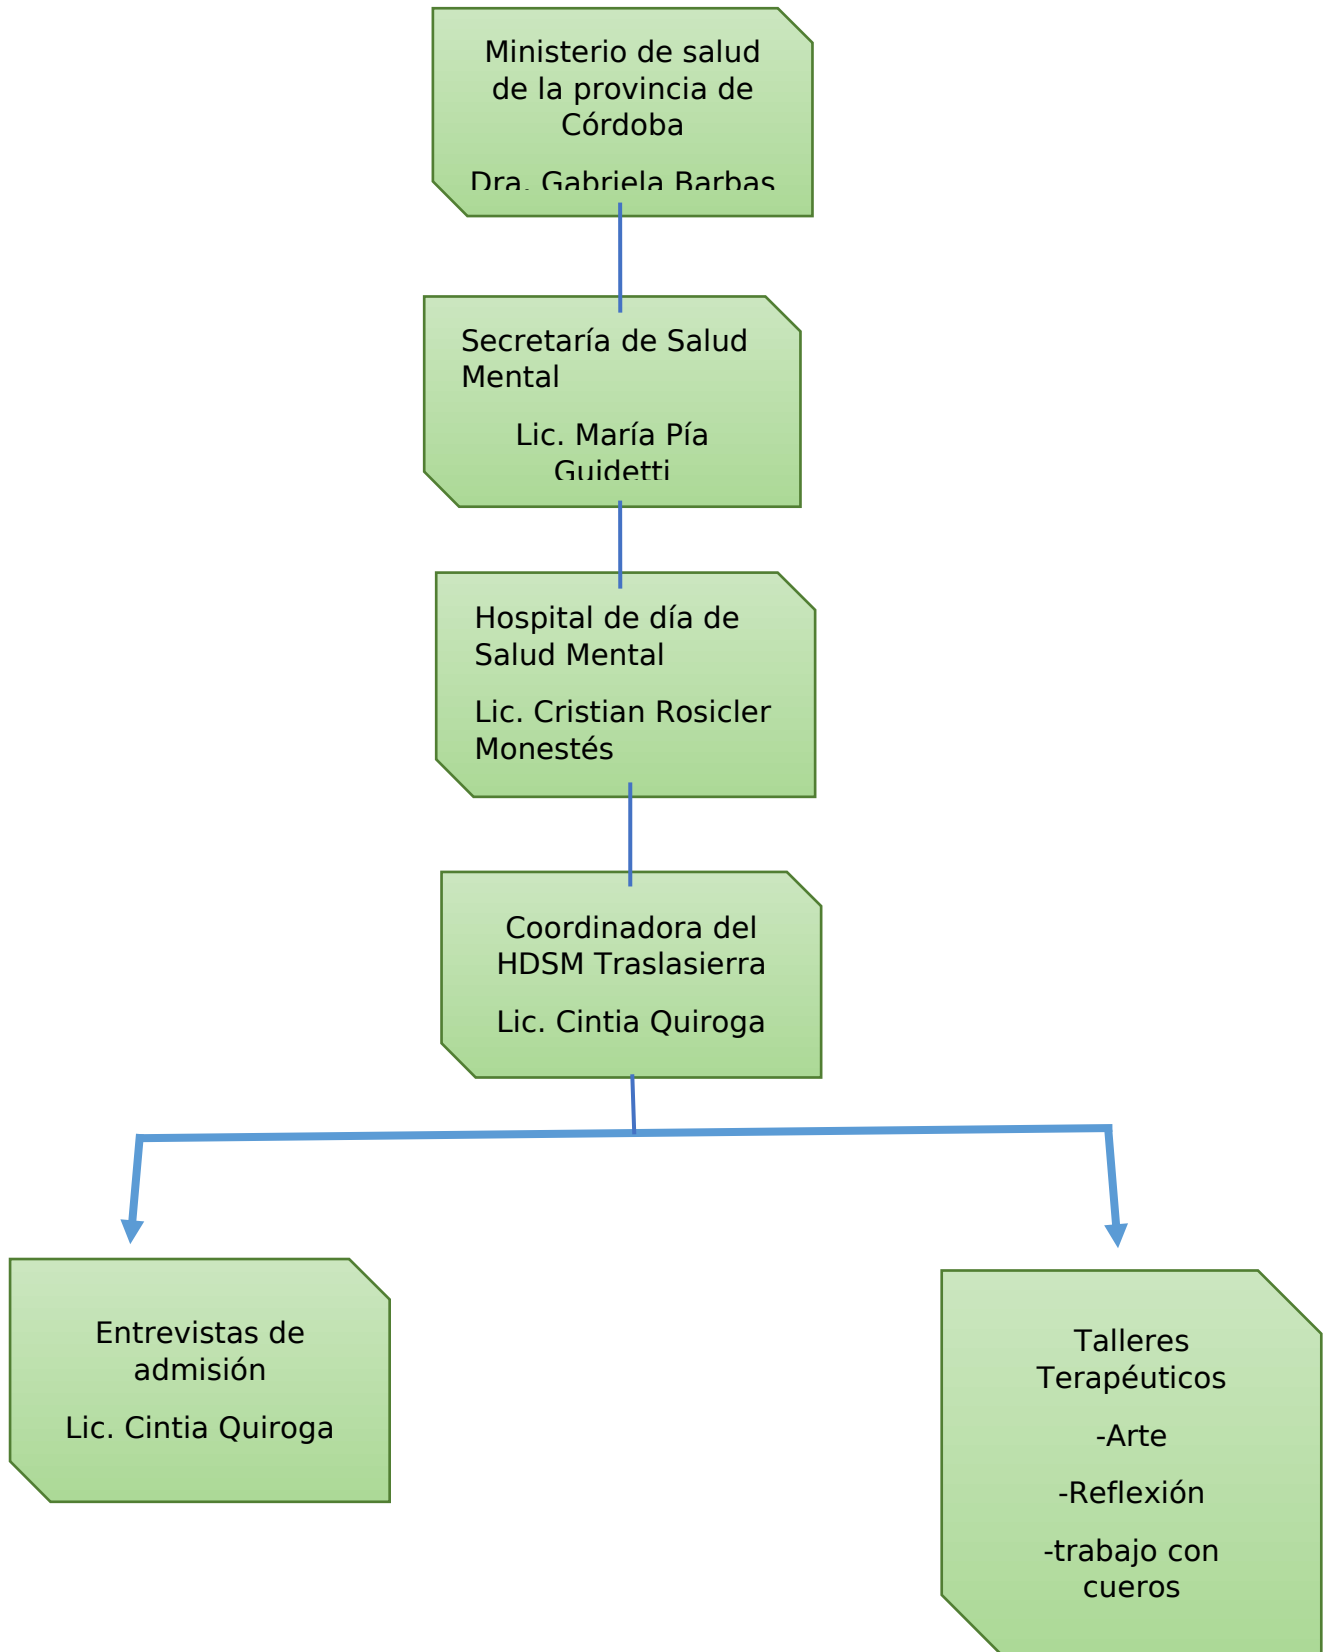 Ministerio de salud
de la provincia de
Córdoba
Dra. Gabriela Barbas
Secretaría de Salud
Mental
Lic. María Pía
Guidetti
Hospital de día de
Salud Mental
Lic. Cristian Rosicler
Monestés
Coordinadora del
HDSM Traslasierra
Lic. Cintia Quiroga
Entrevistas de
admisión
Lic. Cintia Quiroga
Talleres
Terapéuticos
-Arte
-Reflexión
-trabajo con
cueros